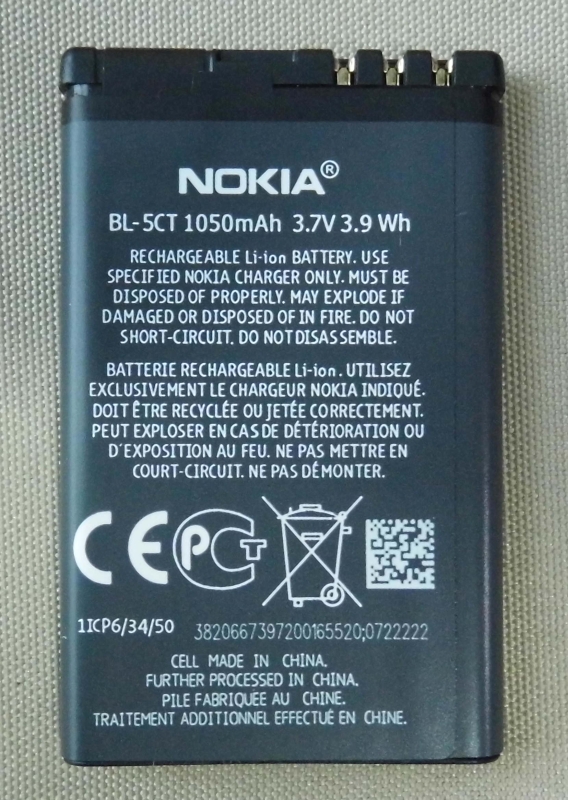 NOKIA®
BL-5CT 1050mAh 3.7V 3.9 Wh
RECHARGEABLE Li-ion BATTERY. USE
SPECIFIED NOKIA CHARGER ONLY. MUST BE
DISPOSED OF PROPERLY. MAY EXPLODE IF
DAMAGED OR DISPOSED OF IN FIRE. DO NOT
SHORT-CIRCUIT. DO NOT DISASSEMBLE.
BATTERIE RECHARGEABLE Li-ion. UTILISEZ
EXCLUSIVEMENT LE CHARGEUR NOKIA INDIQUÉ.
DOIT ÊTRE RECYCLÉE OU JETÉE CORRECTEMENT.
PEUT EXPLOSER EN CAS DE DÉTÉRIORATION OU
D'EXPOSITION AU FEU. NE PAS METTRE EN
COURT-CIRCUIT. NE PAS DÉMONTER.
CE PCT
1ICP6/34/50 3820667397200165520;0722222
CELL MADE IN CHINA.
FURTHER PROCESSED IN CHINA.
PILE FABRIQUÉE AU CHINE.
TRAITEMENT ADDITIONNEL EFFECTUÉ EN CHINE.